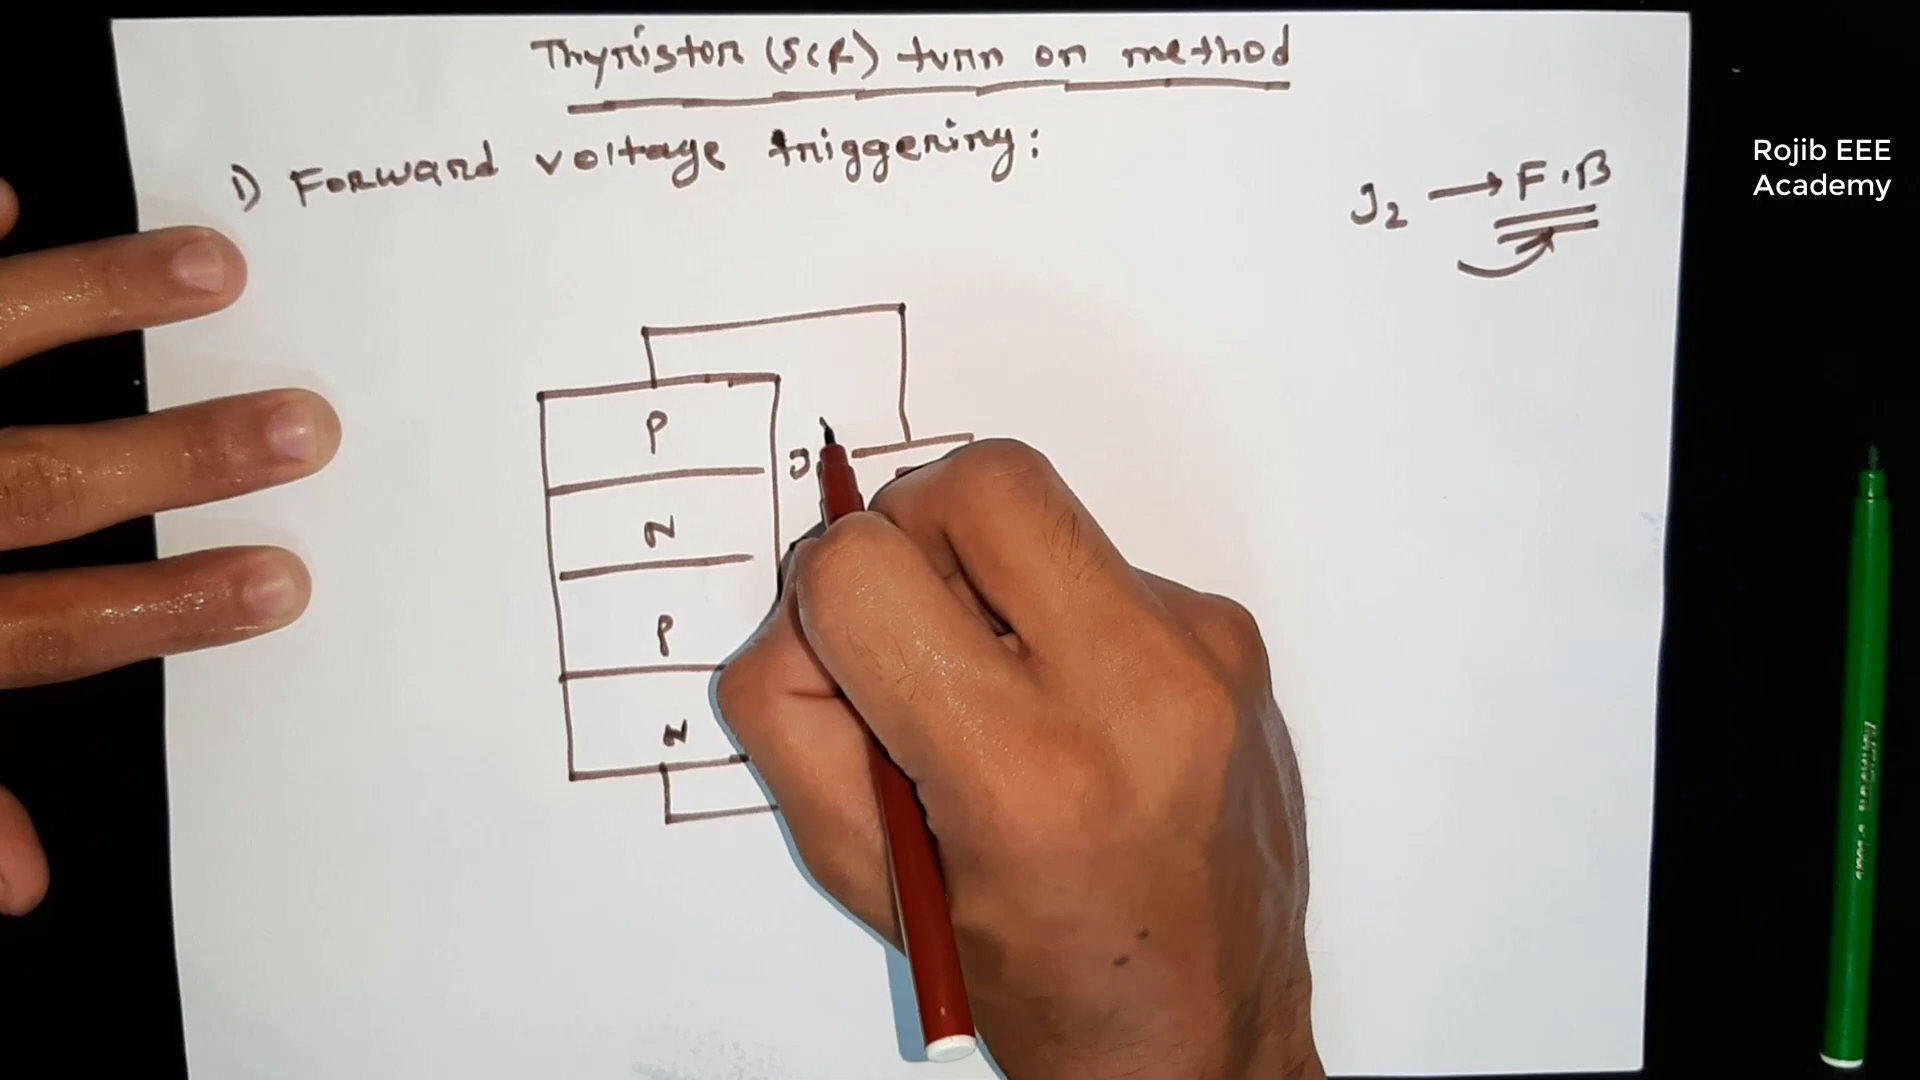 Thyristor (SCR) turn on method
1) Forward voltage triggering:
Rojib EEE
Academy
J2 → F.B
P
J
N
P
N